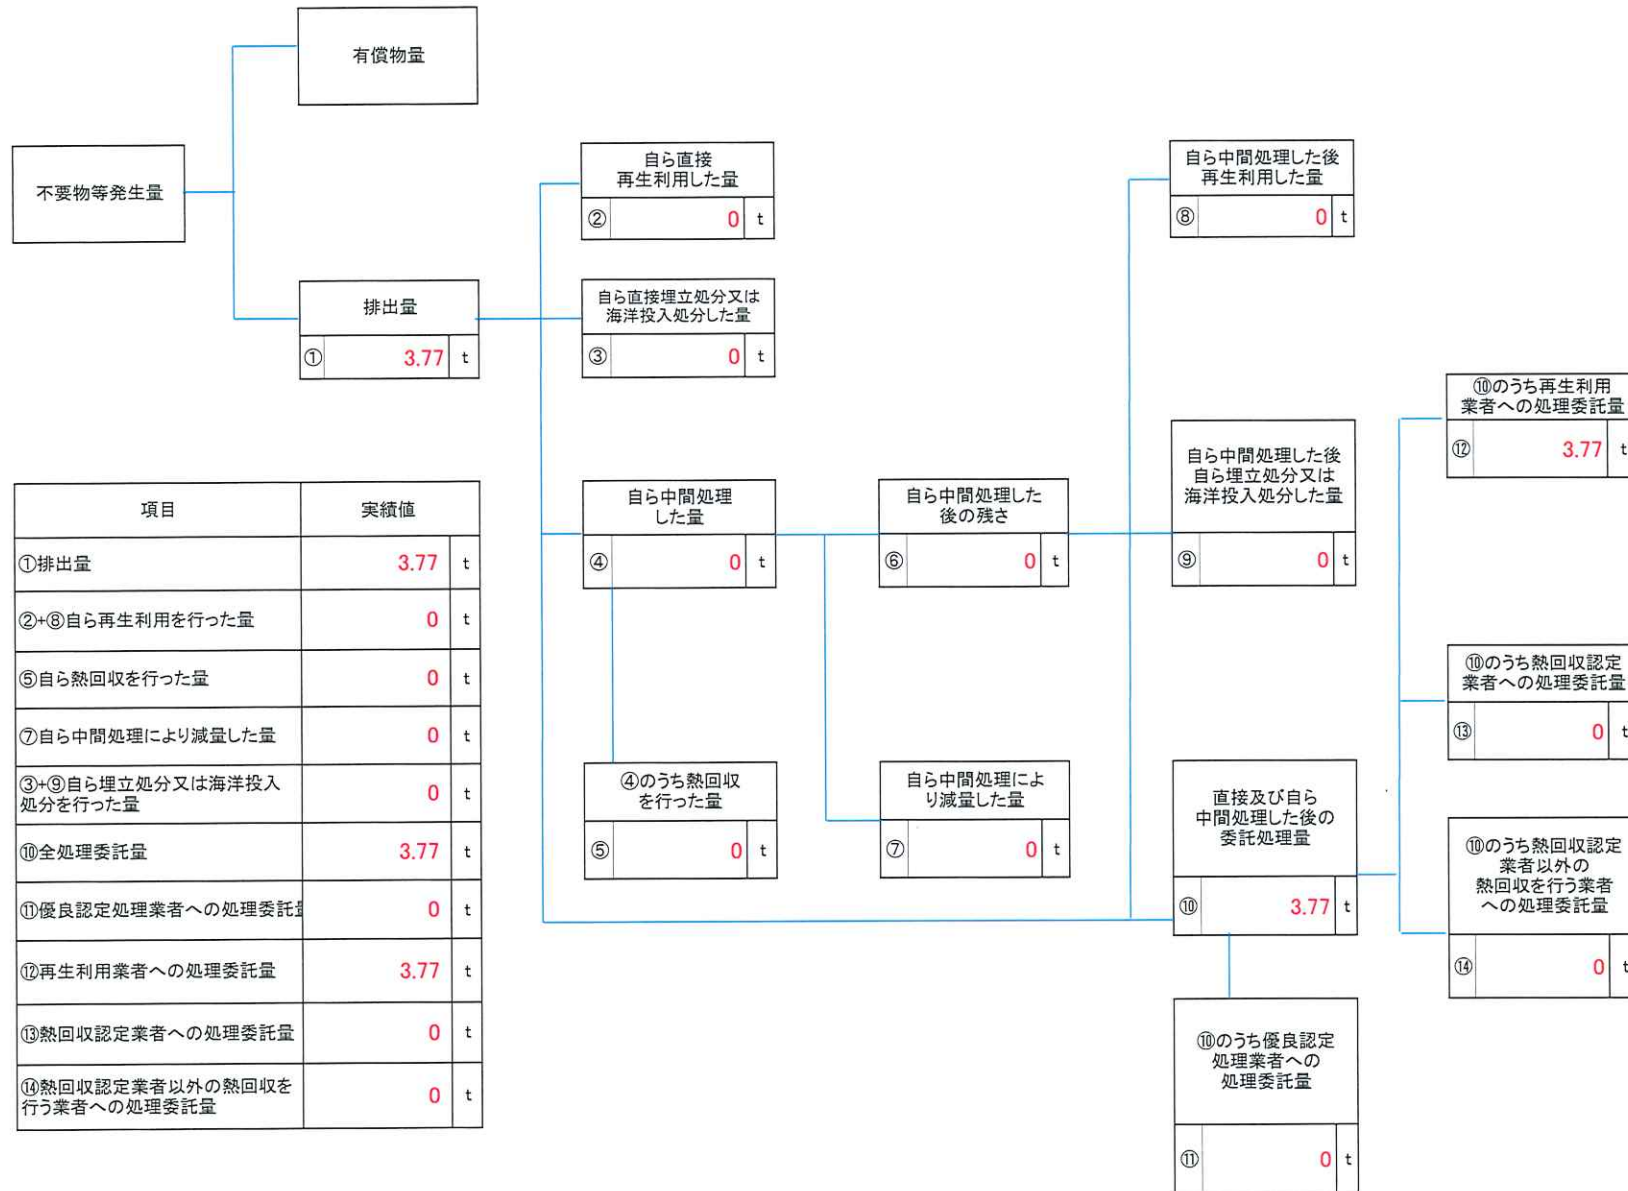 有償物量
不要物等発生量
排出量
① 3.77 t
自ら直接
再生利用した量
② 0 t
自ら直接埋立処分又は
海洋投入処分した量
③ 0 t
自ら中間処理
した量
④ 0 t
④のうち熱回収
を行った量
⑤ 0 t
自ら中間処理した
後の残さ
⑥ 0 t
自ら中間処理によ
り減量した量
⑦ 0 t
自ら中間処理した後
再生利用した量
⑧ 0 t
自ら中間処理した後
自ら埋立処分又は
海洋投入処分した量
⑨ 0 t
直接及び自ら
中間処理した後の
委託処理量
⑩ 3.77 t
⑩のうち優良認定
処理業者への
処理委託量
⑪ 0 t
⑩のうち再生利用
業者への処理委託量
⑫ 3.77 t
⑩のうち熱回収認定
業者への処理委託量
⑬ 0 t
⑩のうち熱回収認定
業者以外の
熱回収を行う業者
への処理委託量
⑭ 0 t
項目 実績値
①排出量 3.77 t
②+⑧自ら再生利用を行った量 0 t
⑤自ら熱回収を行った量 0 t
⑦自ら中間処理により減量した量 0 t
③+⑨自ら埋立処分又は海洋投入
処分を行った量 0 t
⑩全処理委託量 3.77 t
⑪優良認定処理業者への処理委託量 0 t
⑫再生利用業者への処理委託量 3.77 t
⑬熱回収認定業者への処理委託量 0 t
⑭熱回収認定業者以外の熱回収を
行う業者への処理委託量 0 t